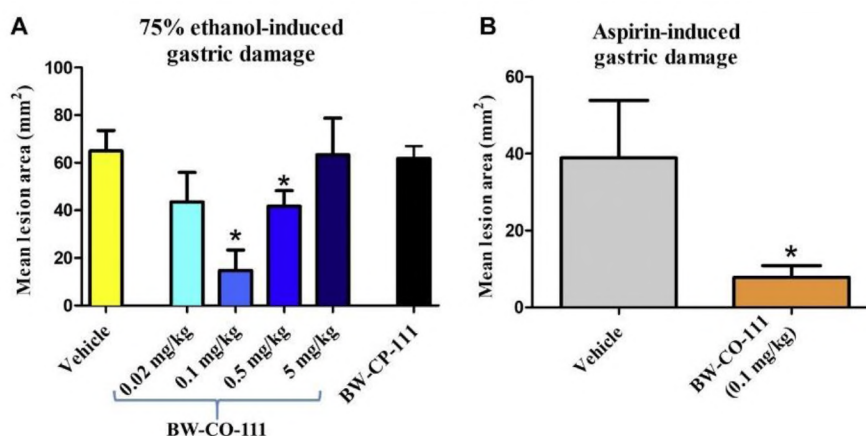 A
75% ethanol-induced
gastric damage
Mean lesion area (mm²)
100
80
60
40
20
0
*
*
Vehicle
0.02 mg/kg
0.1 mg/kg
0.5 mg/kg
5 mg/kg
BW-CP-111
BW-CO-111
B
Aspirin-induced
gastric damage
Mean lesion area (mm²)
60
40
20
0
*
Vehicle
BW-CO-111
(0.1 mg/kg)